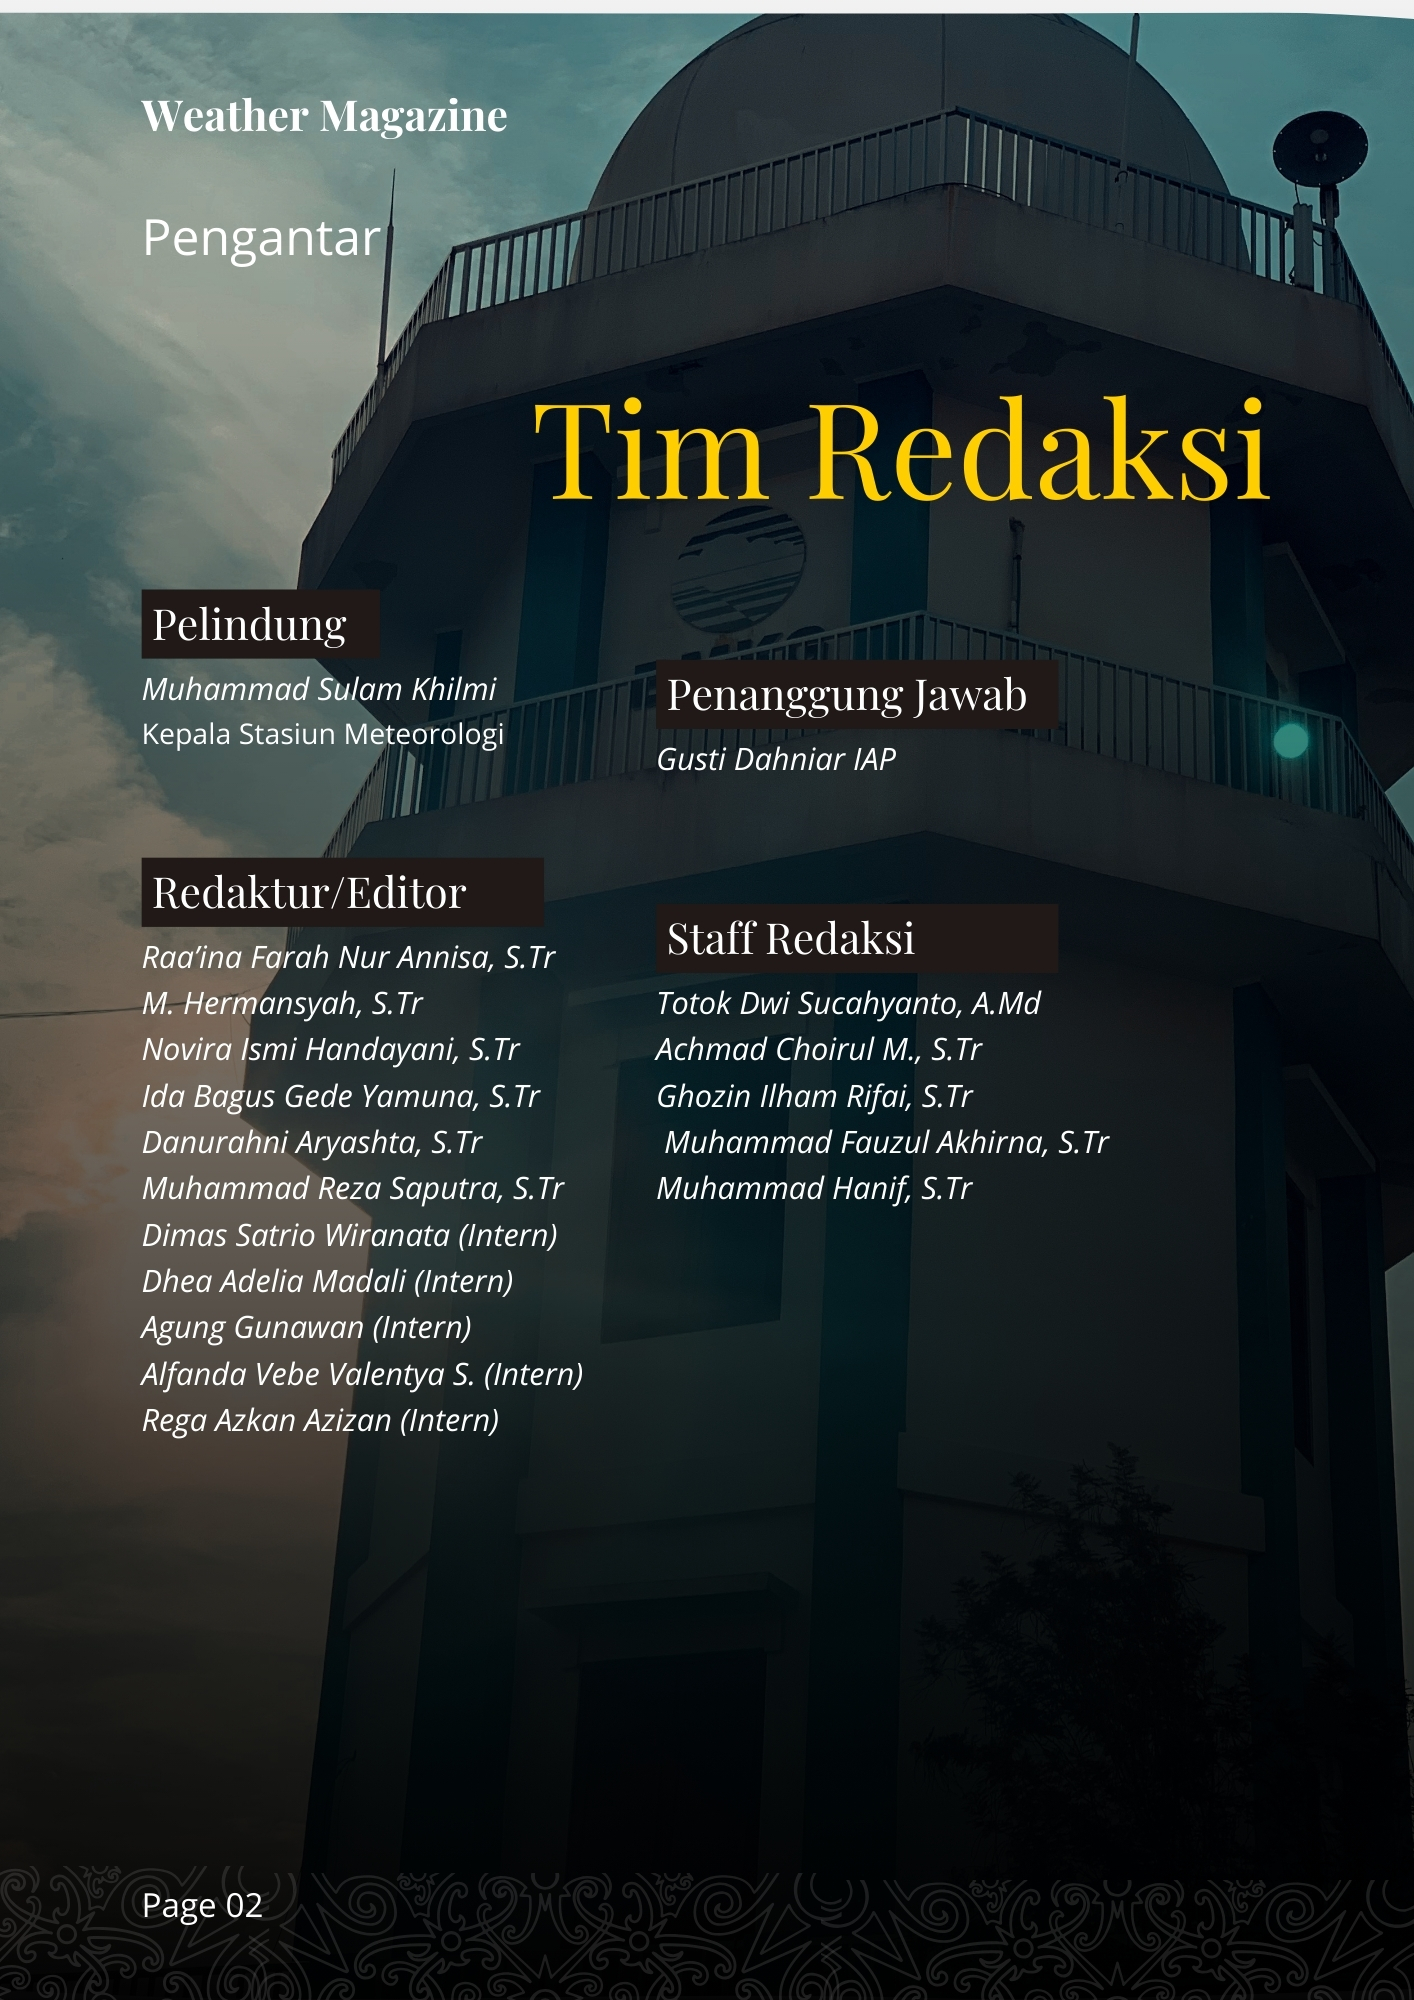 Weather Magazine
Pengantar
Tim Redaksi
Pelindung
Muhammad Sulam Khilmi
Kepala Stasiun Meteorologi
Penanggung Jawab
Gusti Dahniar IAP
Redaktur/Editor
Raa’ina Farah Nur Annisa, S.Tr
M. Hermansyah, S.Tr
Novira Ismi Handayani, S.Tr
Ida Bagus Gede Yamuna, S.Tr
Danurahni Aryashta, S.Tr
Muhammad Reza Saputra, S.Tr
Dimas Satrio Wiranata (Intern)
Dhea Adelia Madali (Intern)
Agung Gunawan (Intern)
Alfanda Vebe Valentya S. (Intern)
Rega Azkan Azizan (Intern)
Staff Redaksi
Totok Dwi Sucahyanto, A.Md
Achmad Choirul M., S.Tr
Ghozin Ilham Rifai, S.Tr
Muhammad Fauzul Akhirna, S.Tr
Muhammad Hanif, S.Tr
Page 02